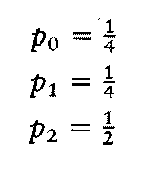 p₀ = 1/4
p₁ = 1/4
p₂ = 1/2